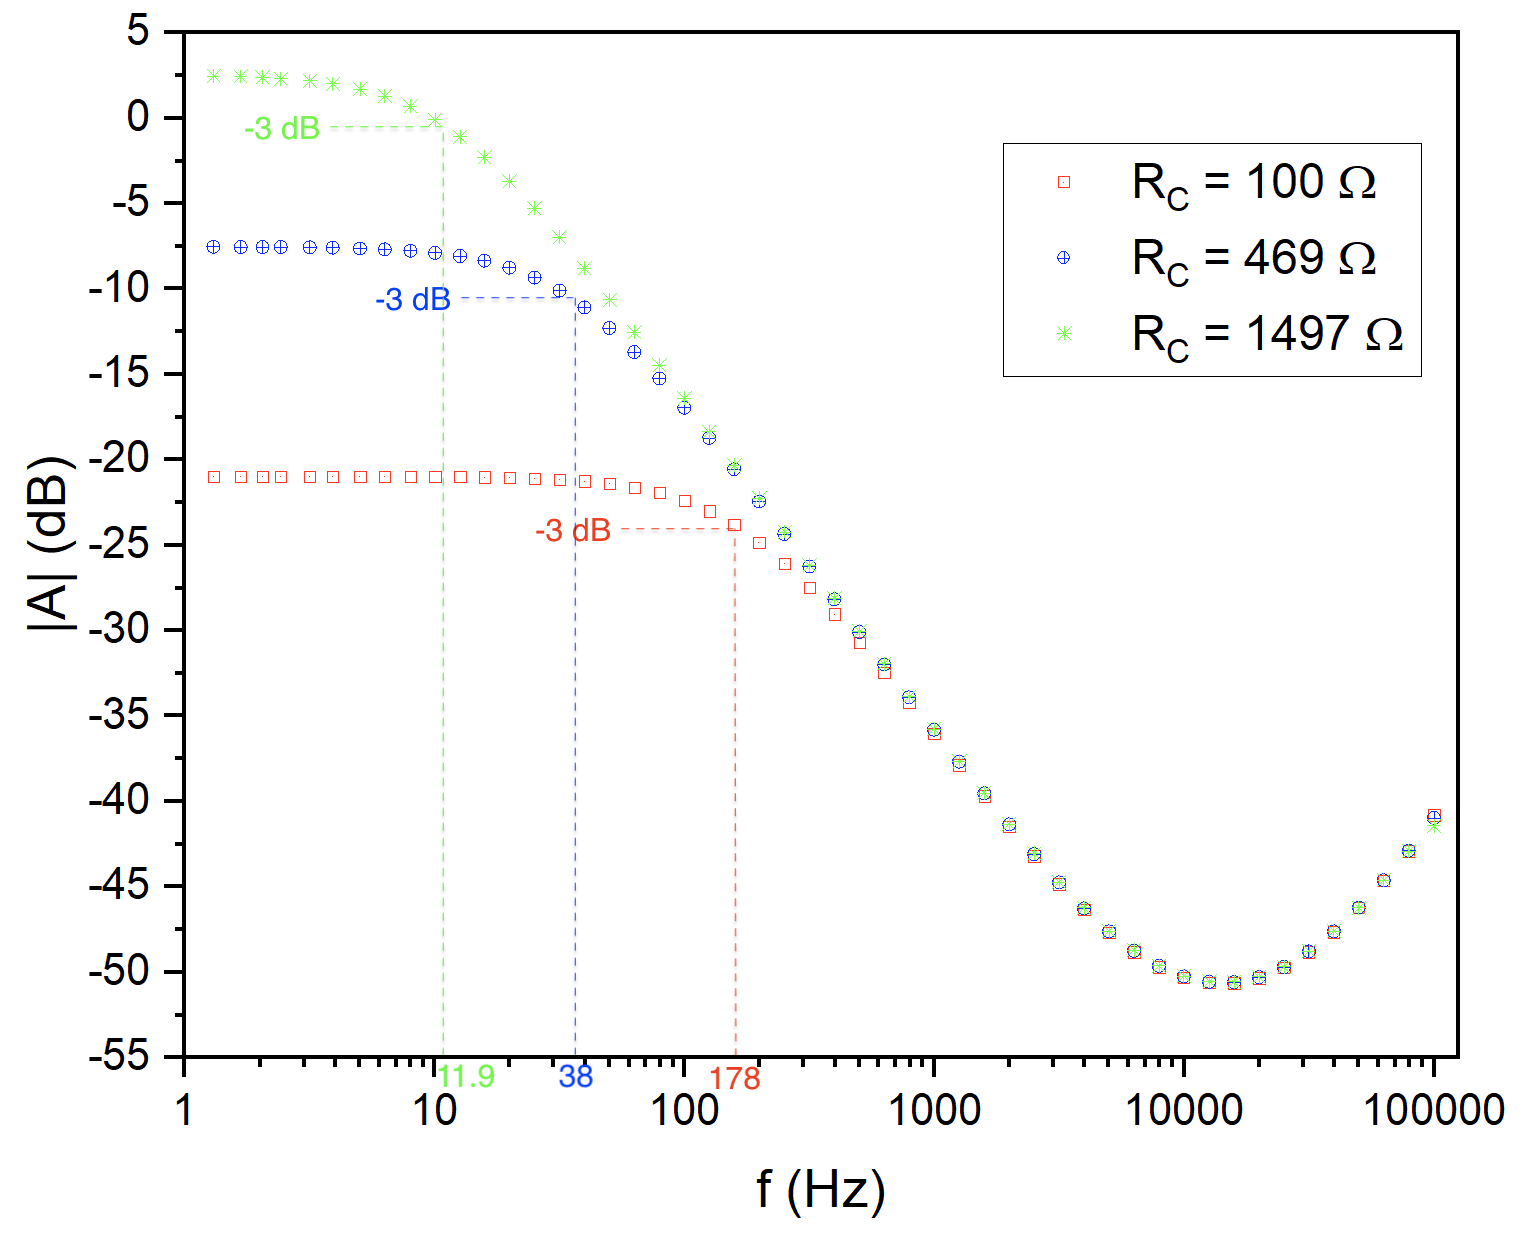 5
0
-5
-10
-15
-20
-25
-30
-35
-40
-45
-50
-55
|A| (dB)
-3 dB
-3 dB
-3 dB
R_C = 100 Ω
R_C = 469 Ω
R_C = 1497 Ω
11.9 38 178
1 10 100 1000 10000 100000
f (Hz)